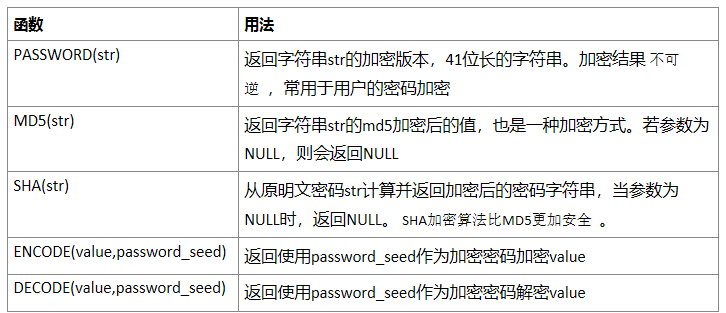 函数 用法
PASSWORD(str) 返回字符串str的加密版本，41位长的字符串。加密结果 不可
逆 ，常用于用户的密码加密
MD5(str) 返回字符串str的md5加密后的值，也是一种加密方式。若参数为
NULL，则会返回NULL
SHA(str) 从原明文密码str计算并返回加密后的密码字符串，当参数为
NULL时，返回NULL。 SHA加密算法比MD5更加安全 。
ENCODE(value,password_seed) 返回使用password_seed作为加密密码加密value
DECODE(value,password_seed) 返回使用password_seed作为加密密码解密value